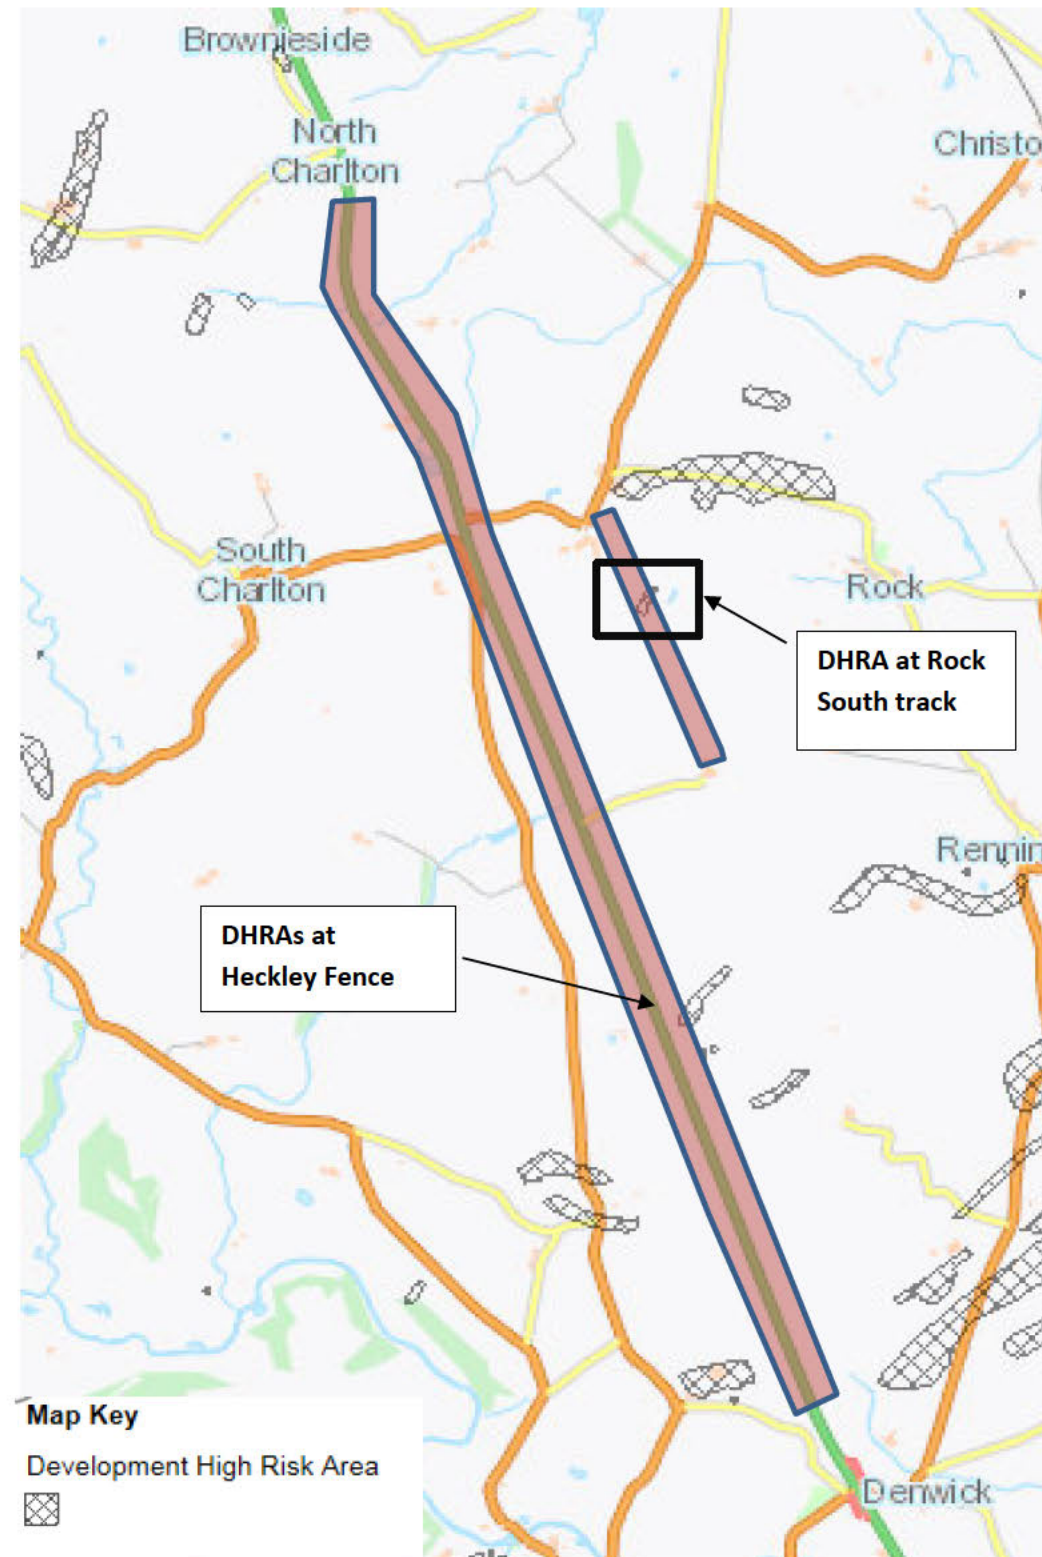 Brownieside
North
Charlton
Christo
South
Charlton
Rock
DHRA at Rock
South track
Rennin
DHRAs at
Heckley Fence
Map Key
Development High Risk Area
Denwick